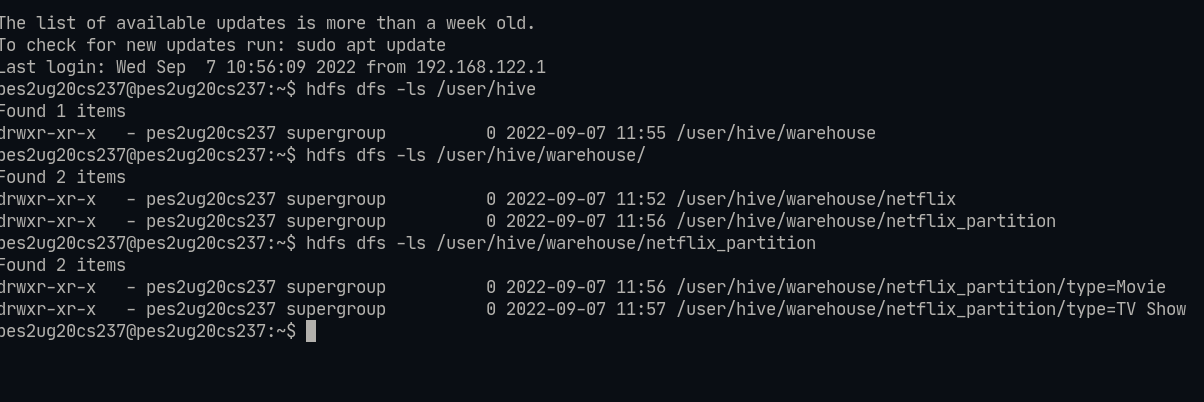 The list of available updates is more than a week old.
To check for new updates run: sudo apt update
Last login: Wed Sep  7 10:56:09 2022 from 192.168.122.1
pes2ug20cs237@pes2ug20cs237:~$ hdfs dfs -ls /user/hive
Found 1 items
drwxr-xr-x   - pes2ug20cs237 supergroup          0 2022-09-07 11:55 /user/hive/warehouse
pes2ug20cs237@pes2ug20cs237:~$ hdfs dfs -ls /user/hive/warehouse/
Found 2 items
drwxr-xr-x   - pes2ug20cs237 supergroup          0 2022-09-07 11:52 /user/hive/warehouse/netflix
drwxr-xr-x   - pes2ug20cs237 supergroup          0 2022-09-07 11:56 /user/hive/warehouse/netflix_partition
pes2ug20cs237@pes2ug20cs237:~$ hdfs dfs -ls /user/hive/warehouse/netflix_partition
Found 2 items
drwxr-xr-x   - pes2ug20cs237 supergroup          0 2022-09-07 11:56 /user/hive/warehouse/netflix_partition/type=Movie
drwxr-xr-x   - pes2ug20cs237 supergroup          0 2022-09-07 11:57 /user/hive/warehouse/netflix_partition/type=TV Show
pes2ug20cs237@pes2ug20cs237:~$